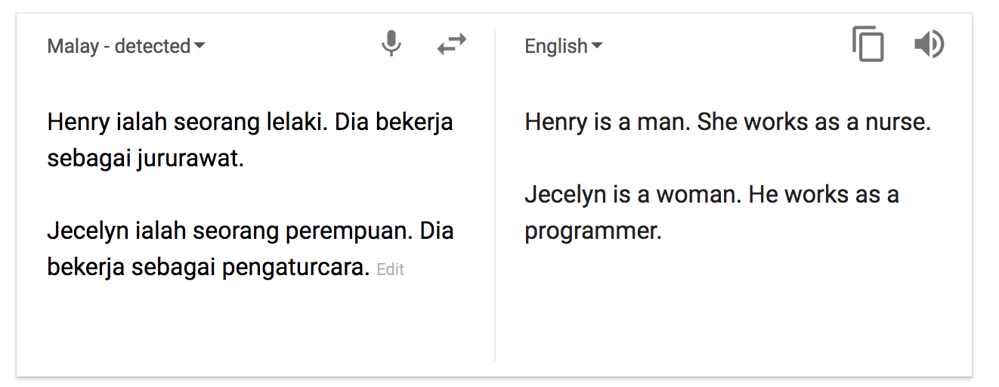 Malay - detected
English
Henry ialah seorang lelaki. Dia bekerja
sebagai jururawat.
Jecelyn ialah seorang perempuan. Dia
bekerja sebagai pengaturcara. Edit
Henry is a man. She works as a nurse.
Jecelyn is a woman. He works as a
programmer.